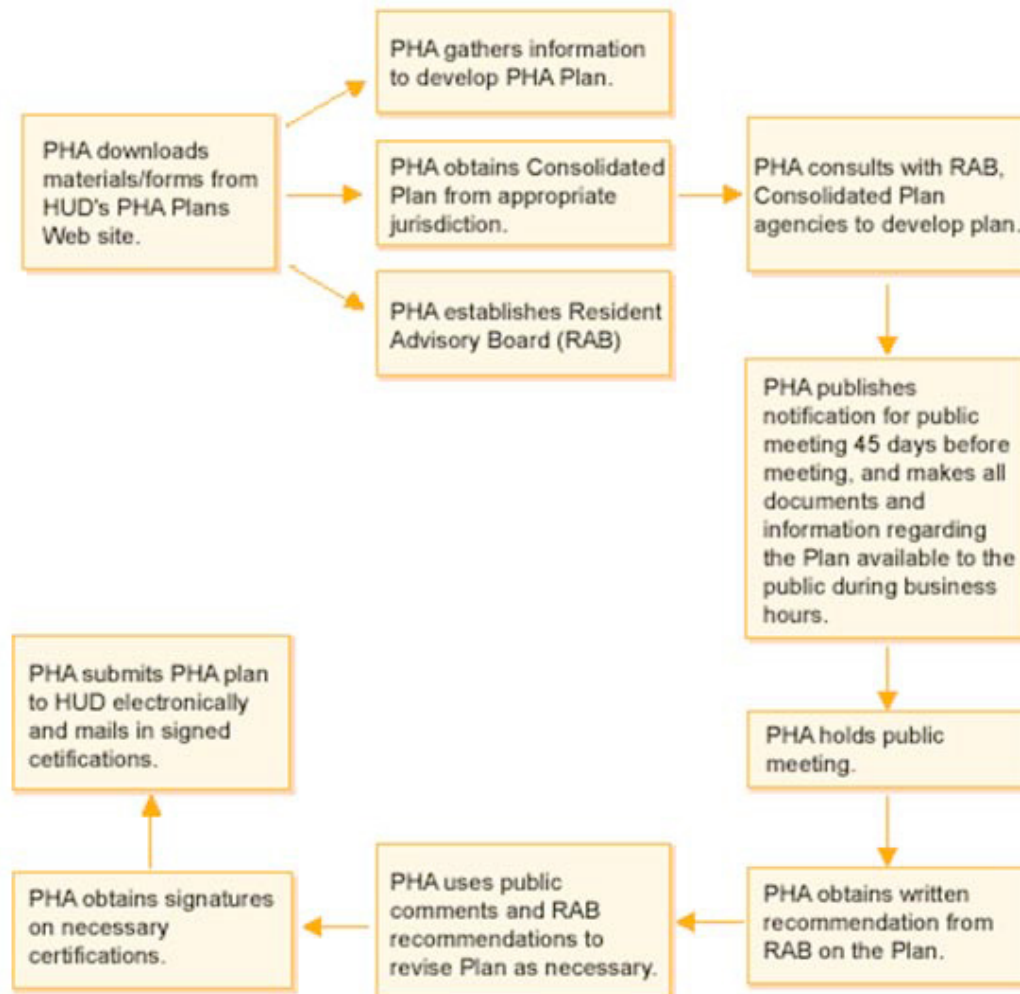 PHA gathers information
to develop PHA Plan.
PHA downloads
materials/forms from
HUD's PHA Plans
Web site.
PHA obtains Consolidated
Plan from appropriate
jurisdiction.
PHA consults with RAB,
Consolidated Plan
agencies to develop plan.
PHA establishes Resident
Advisory Board (RAB)
PHA publishes
notification for public
meeting 45 days before
meeting, and makes all
documents and
information regarding
the Plan available to the
public during business
hours.
PHA holds public
meeting.
PHA obtains written
recommendation from
RAB on the Plan.
PHA uses public
comments and RAB
recommendations to
revise Plan as necessary.
PHA obtains signatures
on necessary
certifications.
PHA submits PHA plan
to HUD electronically
and mails in signed
cetifications.